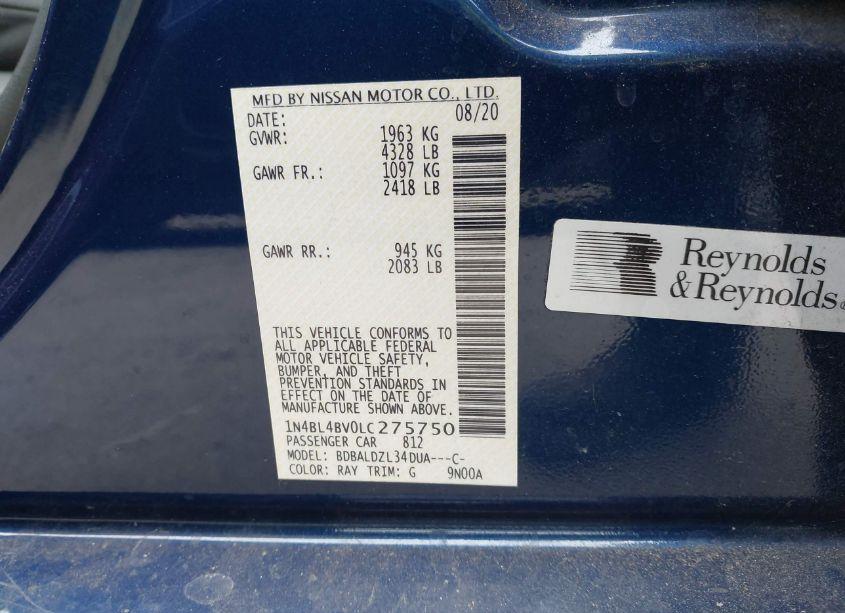 MFD BY NISSAN MOTOR CO., LTD.
DATE: 08/20
GVWR: 1963 KG
4328 LB
GAWR FR.: 1097 KG
2418 LB
GAWR RR.: 945 KG
2083 LB
THIS VEHICLE CONFORMS TO
ALL APPLICABLE FEDERAL
MOTOR VEHICLE SAFETY,
BUMPER, AND THEFT
PREVENTION STANDARDS IN
EFFECT ON THE DATE OF
MANUFACTURE SHOWN ABOVE.
1N4BL4BV0LC275750
PASSENGER CAR 812
MODEL: BDBALDZL34DUA---C-
COLOR: RAY TRIM: G 9N00A
Reynolds
&Reynolds®